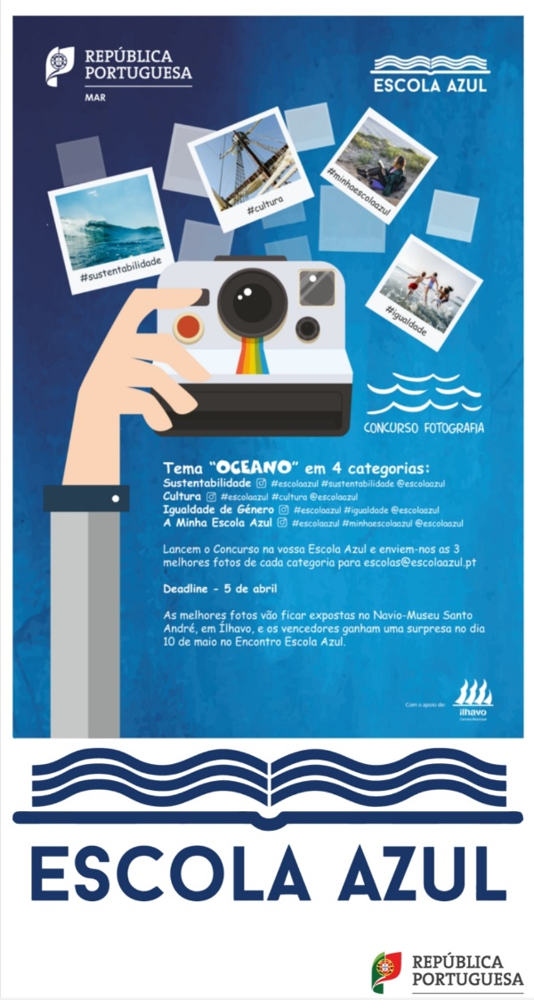 REPÚBLICA
PORTUGUESA
MAR
ESCOLA AZUL
#cultura
#minhaescolaazul
#sustentabilidade
#igualdade
CONCURSO FOTOGRAFIA
Tema “OCEANO” em 4 categorias:
Sustentabilidade #escolaazul #sustentabilidade @escolaazul
Cultura #escolaazul #cultura @escolaazul
Igualdade de Género #escolaazul #igualdade @escolaazul
A Minha Escola Azul #escolaazul #minhaescolaazul @escolaazul
Lancem o Concurso na vossa Escola Azul e enviem-nos as 3
melhores fotos de cada categoria para escolas@escolaazul.pt
Deadline - 5 de abril
As melhores fotos vão ficar expostas no Navio-Museu Santo
André, em Ílhavo, e os vencedores ganham uma surpresa no dia
10 de maio no Encontro Escola Azul.
Com o apoio de:
ílhavo
Câmara Municipal
ESCOLA AZUL
REPÚBLICA
PORTUGUESA